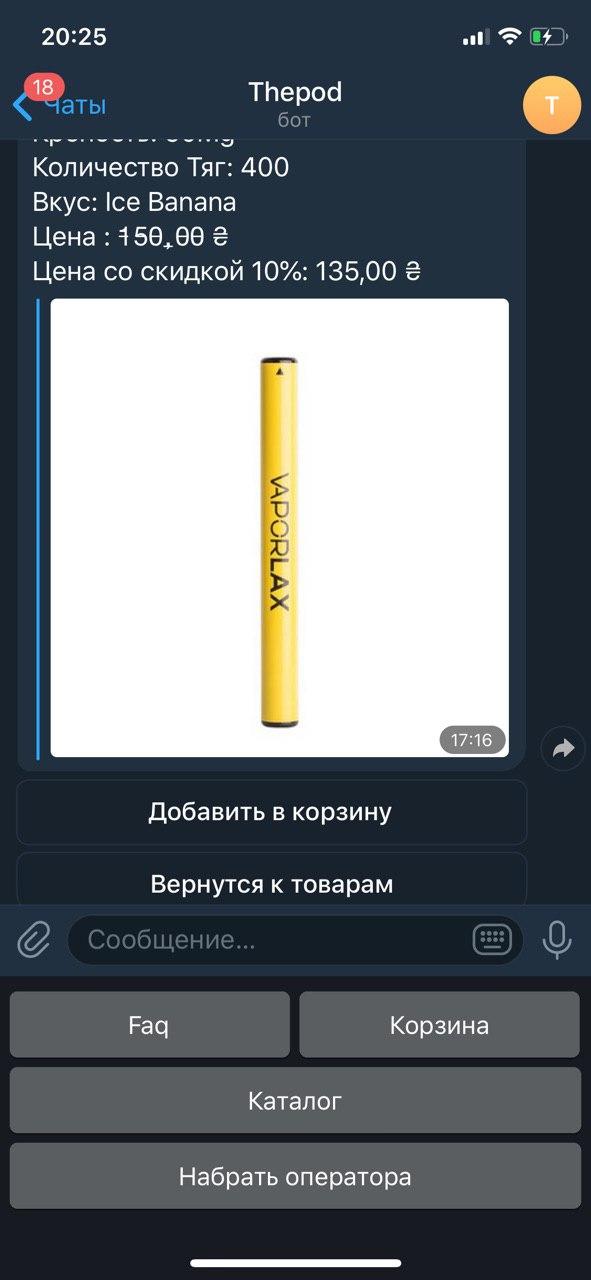 20:25
18
Чаты
Thepod
бот
T
Количество Тяг: 400
Вкус: Ice Banana
Цена : 150,00 ₴
Цена со скидкой 10%: 135,00 ₴
VAPORLAX
17:16
Добавить в корзину
Вернутся к товарам
Сообщение...
Faq
Корзина
Каталог
Набрать оператора